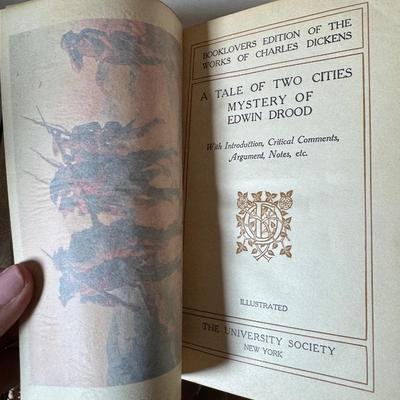 BOOKLOVERS EDITION OF THE
WORKS OF CHARLES DICKENS
A TALE OF TWO CITIES
MYSTERY OF
EDWIN DROOD
With Introduction, Critical Comments,
Argument, Notes, etc.
ILLUSTRATED
THE UNIVERSITY SOCIETY
NEW YORK